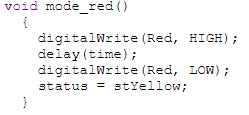 void mode_red()
{
digitalWrite(Red, HIGH);
delay(time);
digitalWrite(Red, LOW);
status = stYellow;
}